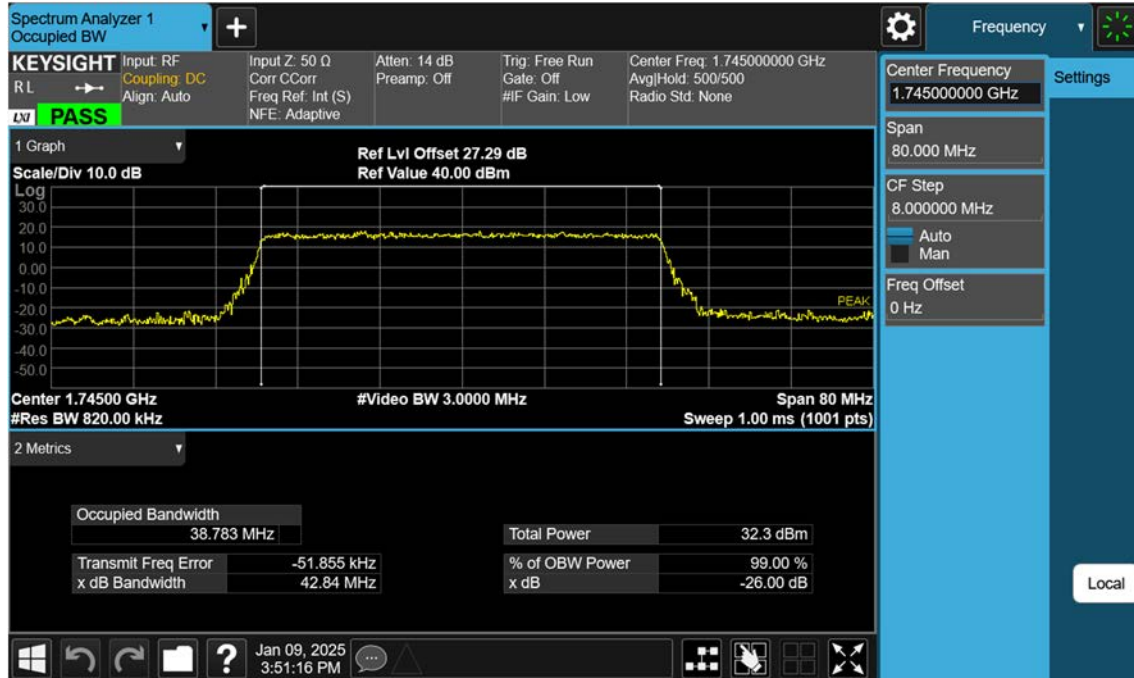 Spectrum Analyzer 1
Occupied BW
Frequency
KEYSIGHT
R L
LXI
PASS
Input: RF
Coupling: DC
Align: Auto
Input Z: 50 Ω
Corr CCorr
Freq Ref: Int (S)
NFE: Adaptive
Atten: 14 dB
Preamp: Off
Trig: Free Run
Gate: Off
#IF Gain: Low
Center Freq: 1.745000000 GHz
Avg|Hold: 500/500
Radio Std: None
Center Frequency
1.745000000 GHz
Settings
Span
80.000 MHz
CF Step
8.000000 MHz
Auto
Man
Freq Offset
0 Hz
1 Graph
Scale/Div 10.0 dB
Ref Lvl Offset 27.29 dB
Ref Value 40.00 dBm
Log
30.0
20.0
10.0
0.00
-10.0
-20.0
-30.0
-40.0
-50.0
PEAK
Center 1.74500 GHz
#Video BW 3.0000 MHz
Span 80 MHz
#Res BW 820.00 kHz
Sweep 1.00 ms (1001 pts)
2 Metrics
Occupied Bandwidth
38.783 MHz
Total Power 32.3 dBm
Transmit Freq Error -51.855 kHz
% of OBW Power 99.00 %
x dB Bandwidth 42.84 MHz
x dB -26.00 dB
Local
Jan 09, 2025
3:51:16 PM